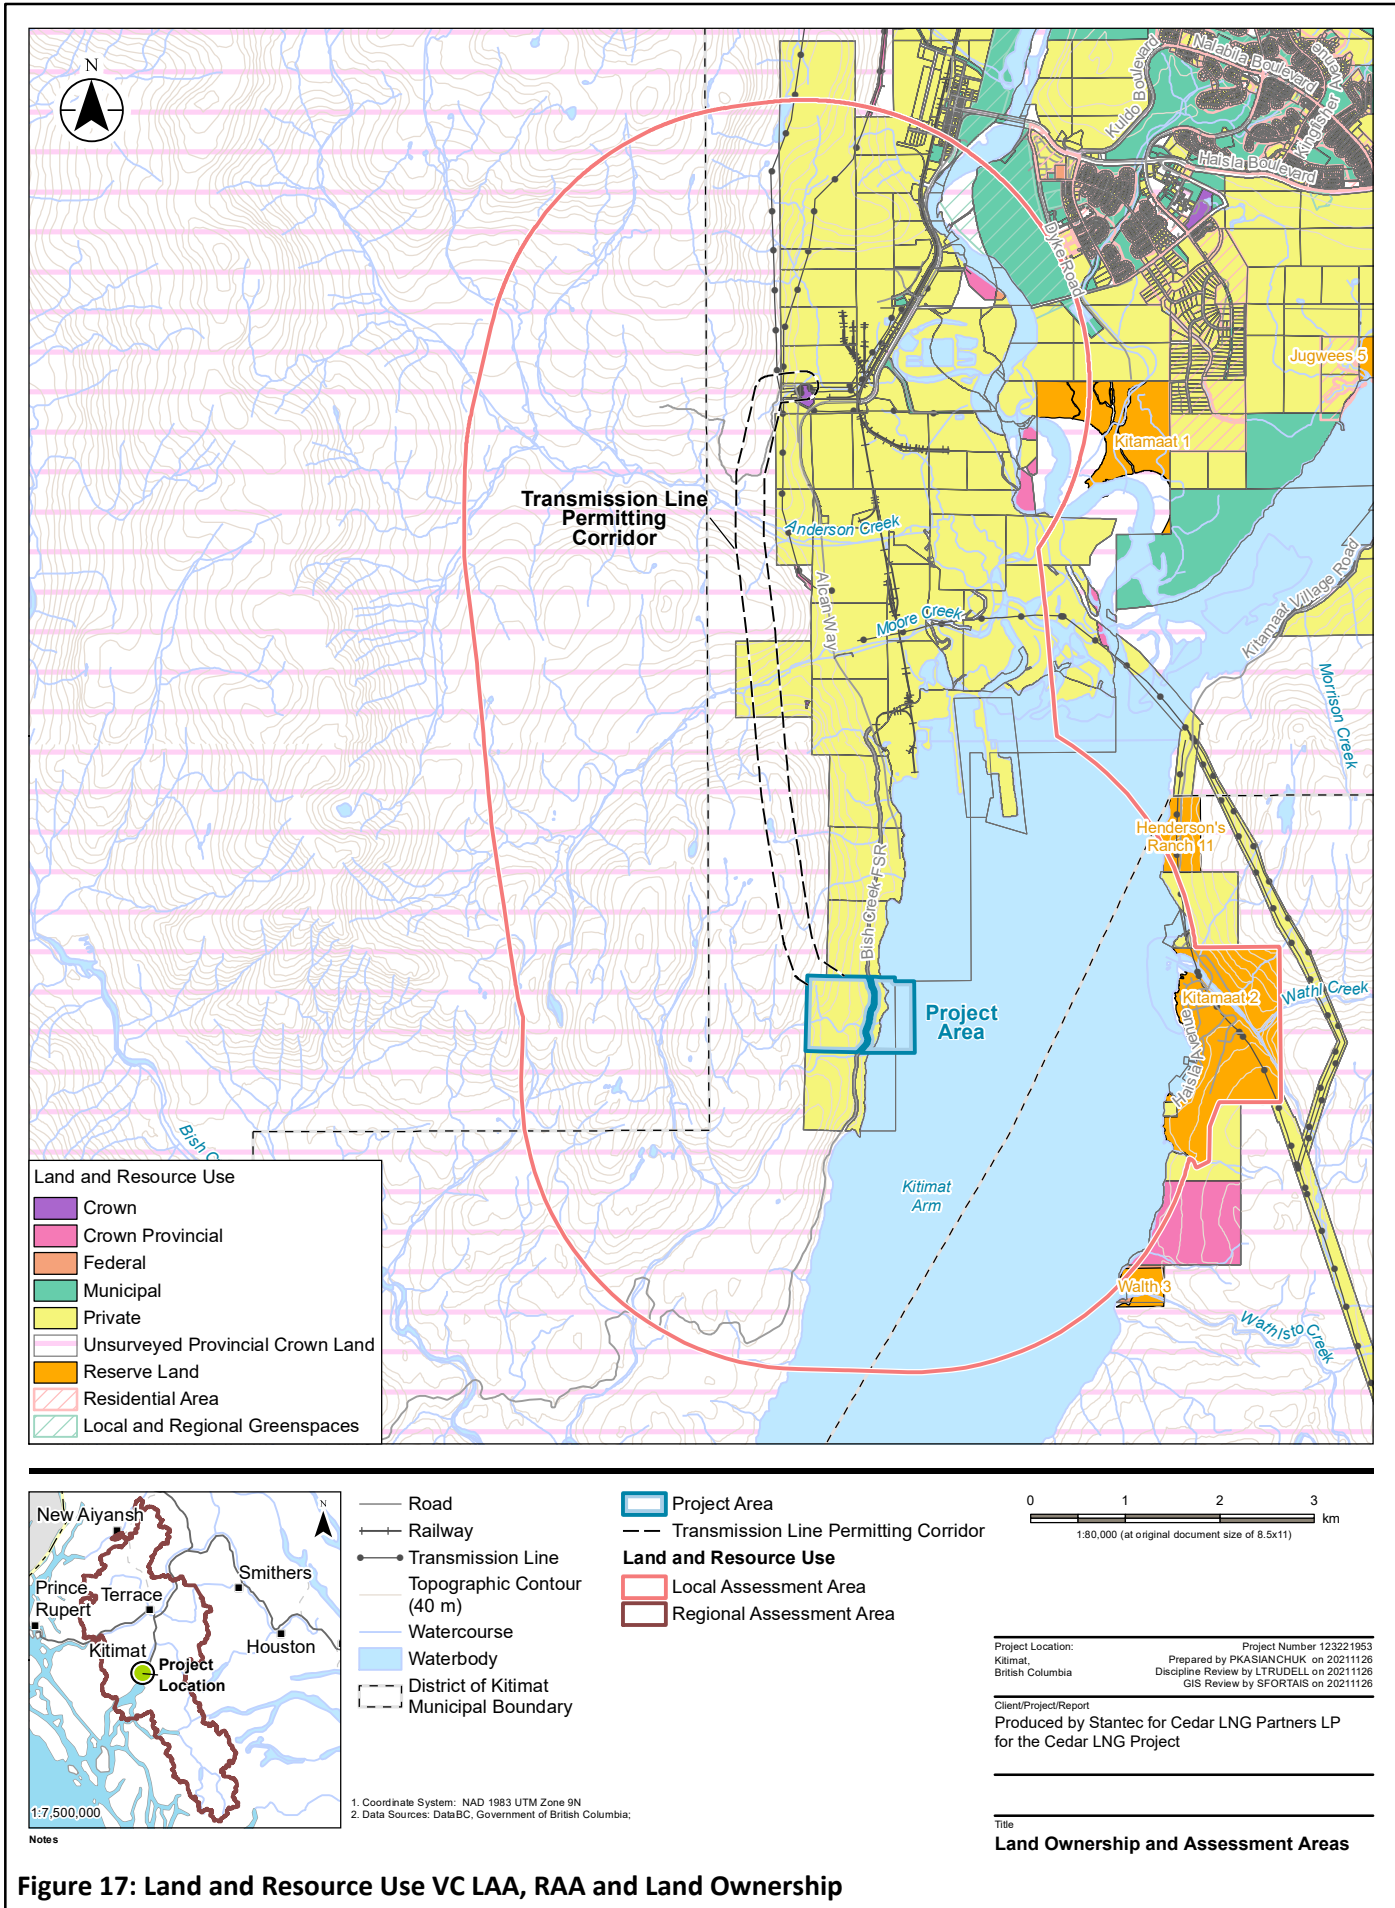 N
Kuldo Boulevard
Nalabila Boulevard
Kingfisher Avenue
Haisla Boulevard
Dyke Road
Jugwees 5
Kitamaat 1
Transmission Line
Permitting
Corridor
Anderson Creek
Alcan Way
Moore Creek
Kitamaat Village Road
Morrison Creek
Henderson's
Ranch 11
Bish Creek FSR
Project
Area
Kitamaat 2
Wathl Creek
Haisla Avenue
Bish C
Kitimat
Arm
Walth 3
Wathlsto Creek
Land and Resource Use
Crown
Crown Provincial
Federal
Municipal
Private
Unsurveyed Provincial Crown Land
Reserve Land
Residential Area
Local and Regional Greenspaces
N
New Aiyansh
Smithers
Prince
Rupert
Terrace
Houston
Kitimat
Project
Location
1:7,500,000
Notes
Road
Railway
Transmission Line
Topographic Contour
(40 m)
Watercourse
Waterbody
District of Kitimat
Municipal Boundary
Project Area
Transmission Line Permitting Corridor
Land and Resource Use
Local Assessment Area
Regional Assessment Area
0 1 2 3
km
1:80,000 (at original document size of 8.5x11)
1. Coordinate System: NAD 1983 UTM Zone 9N
2. Data Sources: DataBC, Government of British Columbia;
Project Location:
Kitimat,
British Columbia
Project Number 123221953
Prepared by PKASIANCHUK on 20211126
Discipline Review by LTRUDELL on 20211126
GIS Review by SFORTAIS on 20211126
Client/Project/Report
Produced by Stantec for Cedar LNG Partners LP
for the Cedar LNG Project
Title
Land Ownership and Assessment Areas
Figure 17: Land and Resource Use VC LAA, RAA and Land Ownership